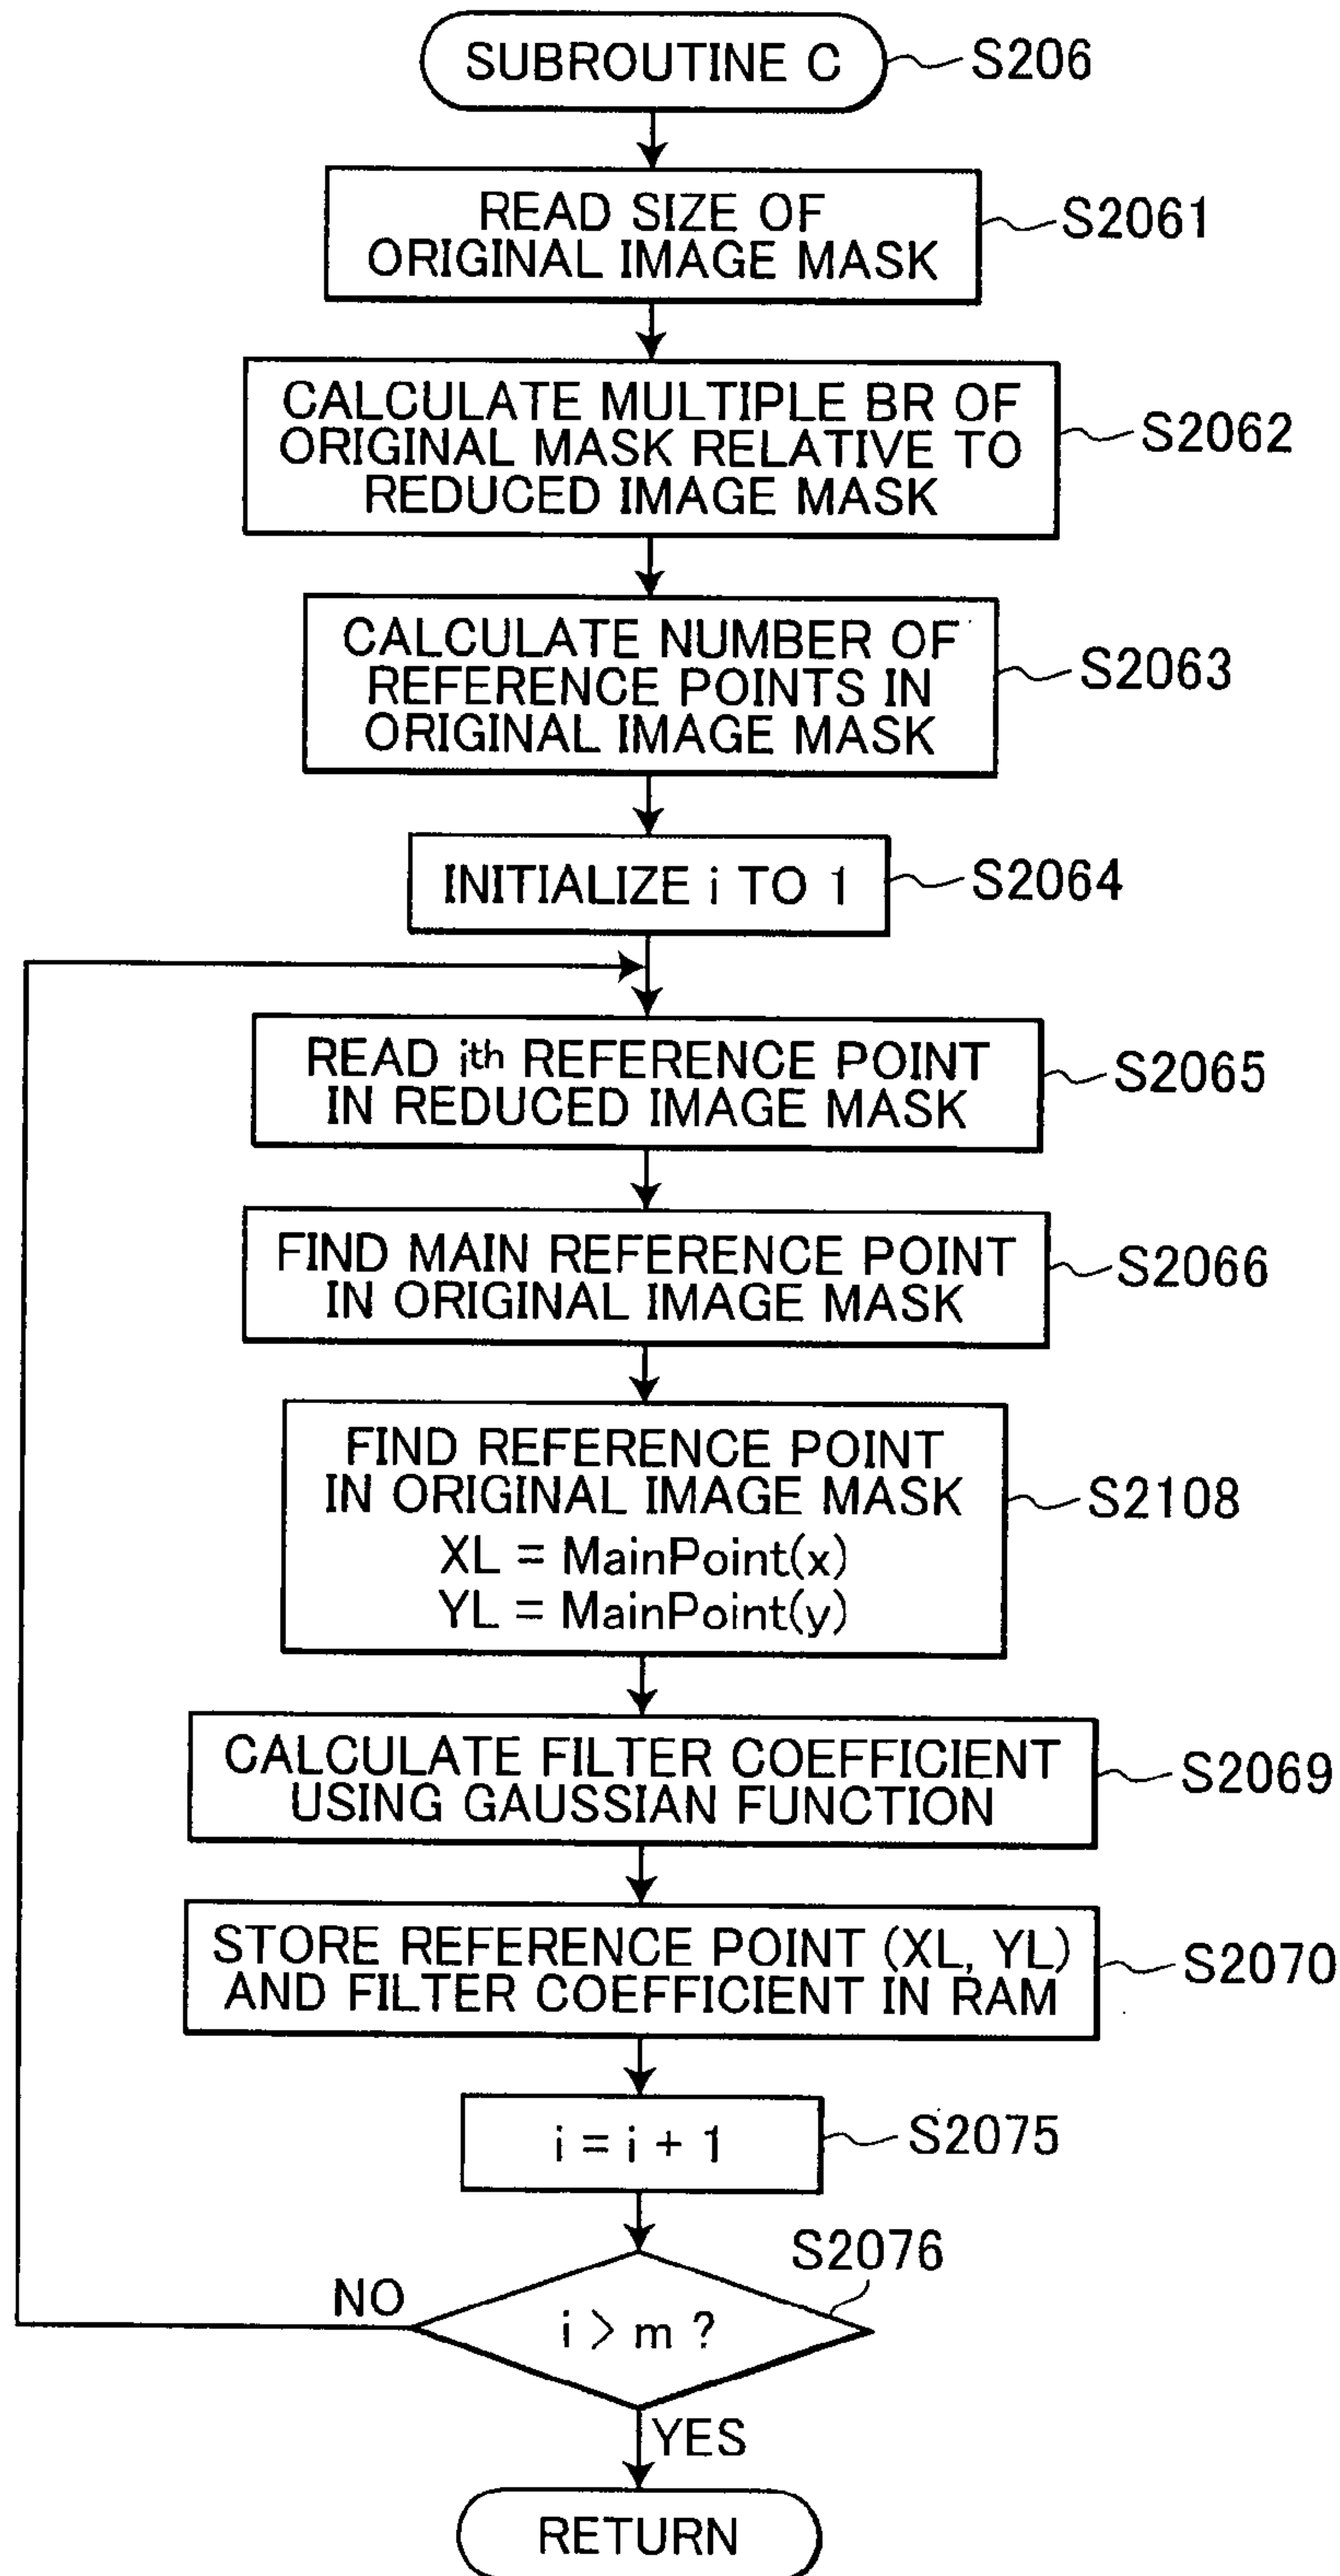 SUBROUTINE C
S206
READ SIZE OF
ORIGINAL IMAGE MASK
S2061
CALCULATE MULTIPLE BR OF
ORIGINAL MASK RELATIVE TO
REDUCED IMAGE MASK
S2062
CALCULATE NUMBER OF
REFERENCE POINTS IN
ORIGINAL IMAGE MASK
S2063
INITIALIZE i TO 1
S2064
READ ith REFERENCE POINT
IN REDUCED IMAGE MASK
S2065
FIND MAIN REFERENCE POINT
IN ORIGINAL IMAGE MASK
S2066
FIND REFERENCE POINT
IN ORIGINAL IMAGE MASK
XL = MainPoint(x)
YL = MainPoint(y)
S2108
CALCULATE FILTER COEFFICIENT
USING GAUSSIAN FUNCTION
S2069
STORE REFERENCE POINT (XL, YL)
AND FILTER COEFFICIENT IN RAM
S2070
i = i + 1
S2075
S2076
NO
i > m ?
YES
RETURN